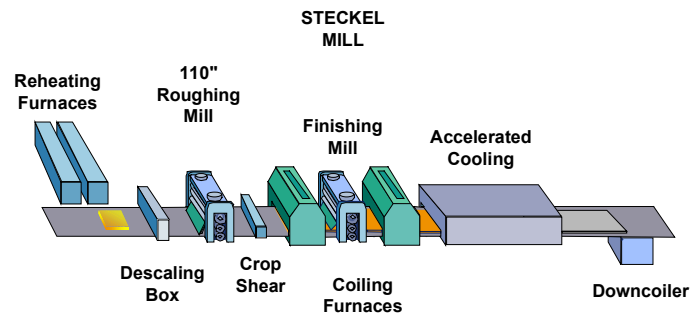 STECKEL
MILL
110"
Roughing
Mill
Reheating
Furnaces
Finishing
Mill
Accelerated
Cooling
Descaling
Box
Crop
Shear
Coiling
Furnaces
Downcoiler